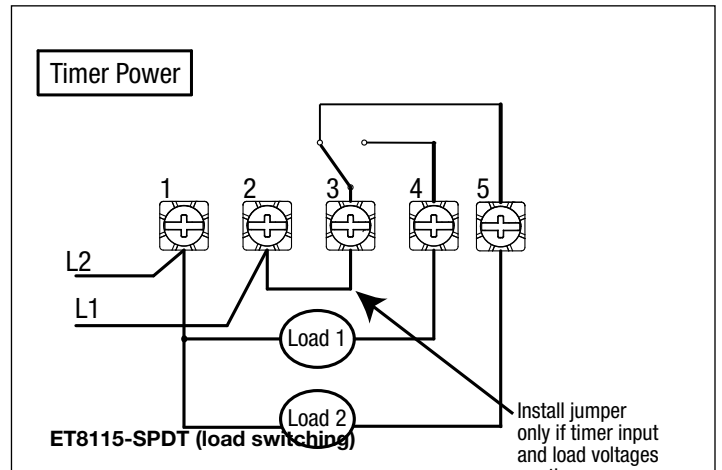 Timer Power
1 2 3 4 5
L2
L1
Load 1
Load 2
ET8115-SPDT (load switching)
Install jumper
only if timer input
and load voltages